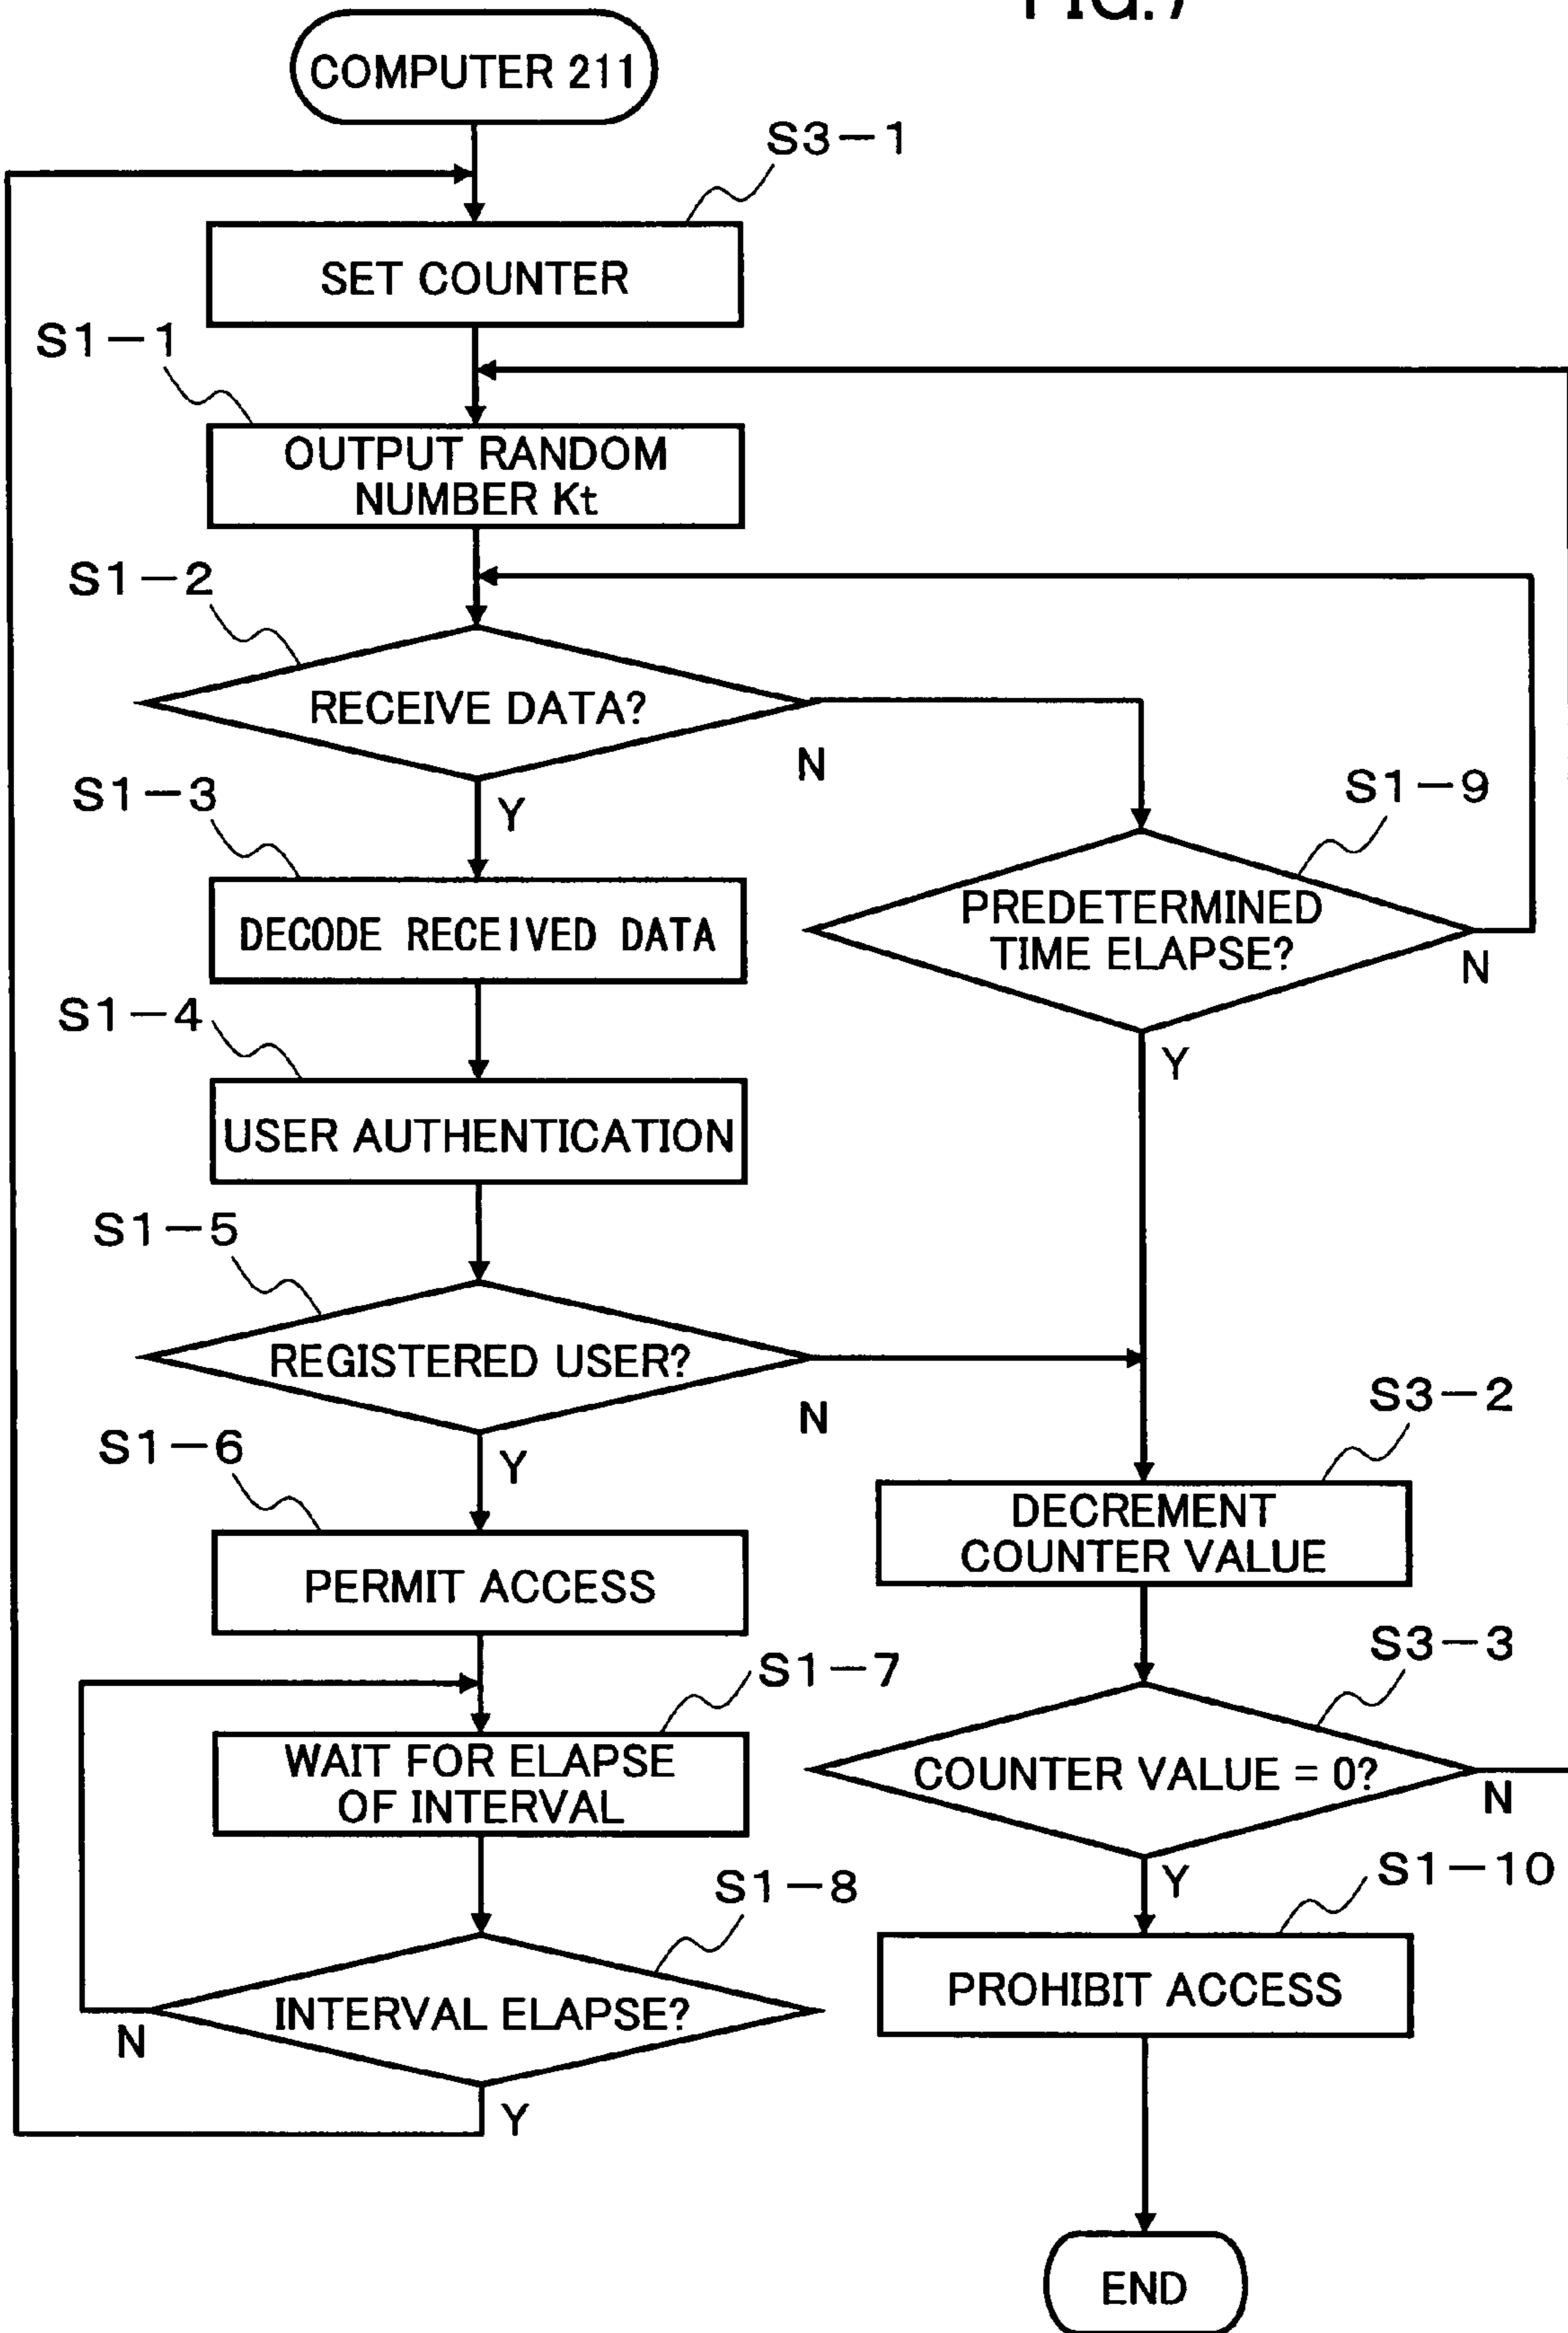 FIG.7
COMPUTER 211
S3-1
SET COUNTER
S1-1
OUTPUT RANDOM
NUMBER Kt
S1-2
RECEIVE DATA?
N
Y
S1-3
S1-9
DECODE RECEIVED DATA
PREDETERMINED
TIME ELAPSE?
N
Y
S1-4
USER AUTHENTICATION
S1-5
REGISTERED USER?
N
Y
S3-2
S1-6
DECREMENT
COUNTER VALUE
PERMIT ACCESS
S3-3
S1-7
WAIT FOR ELAPSE
OF INTERVAL
COUNTER VALUE = 0?
N
Y
S1-10
S1-8
PROHIBIT ACCESS
INTERVAL ELAPSE?
N
Y
END